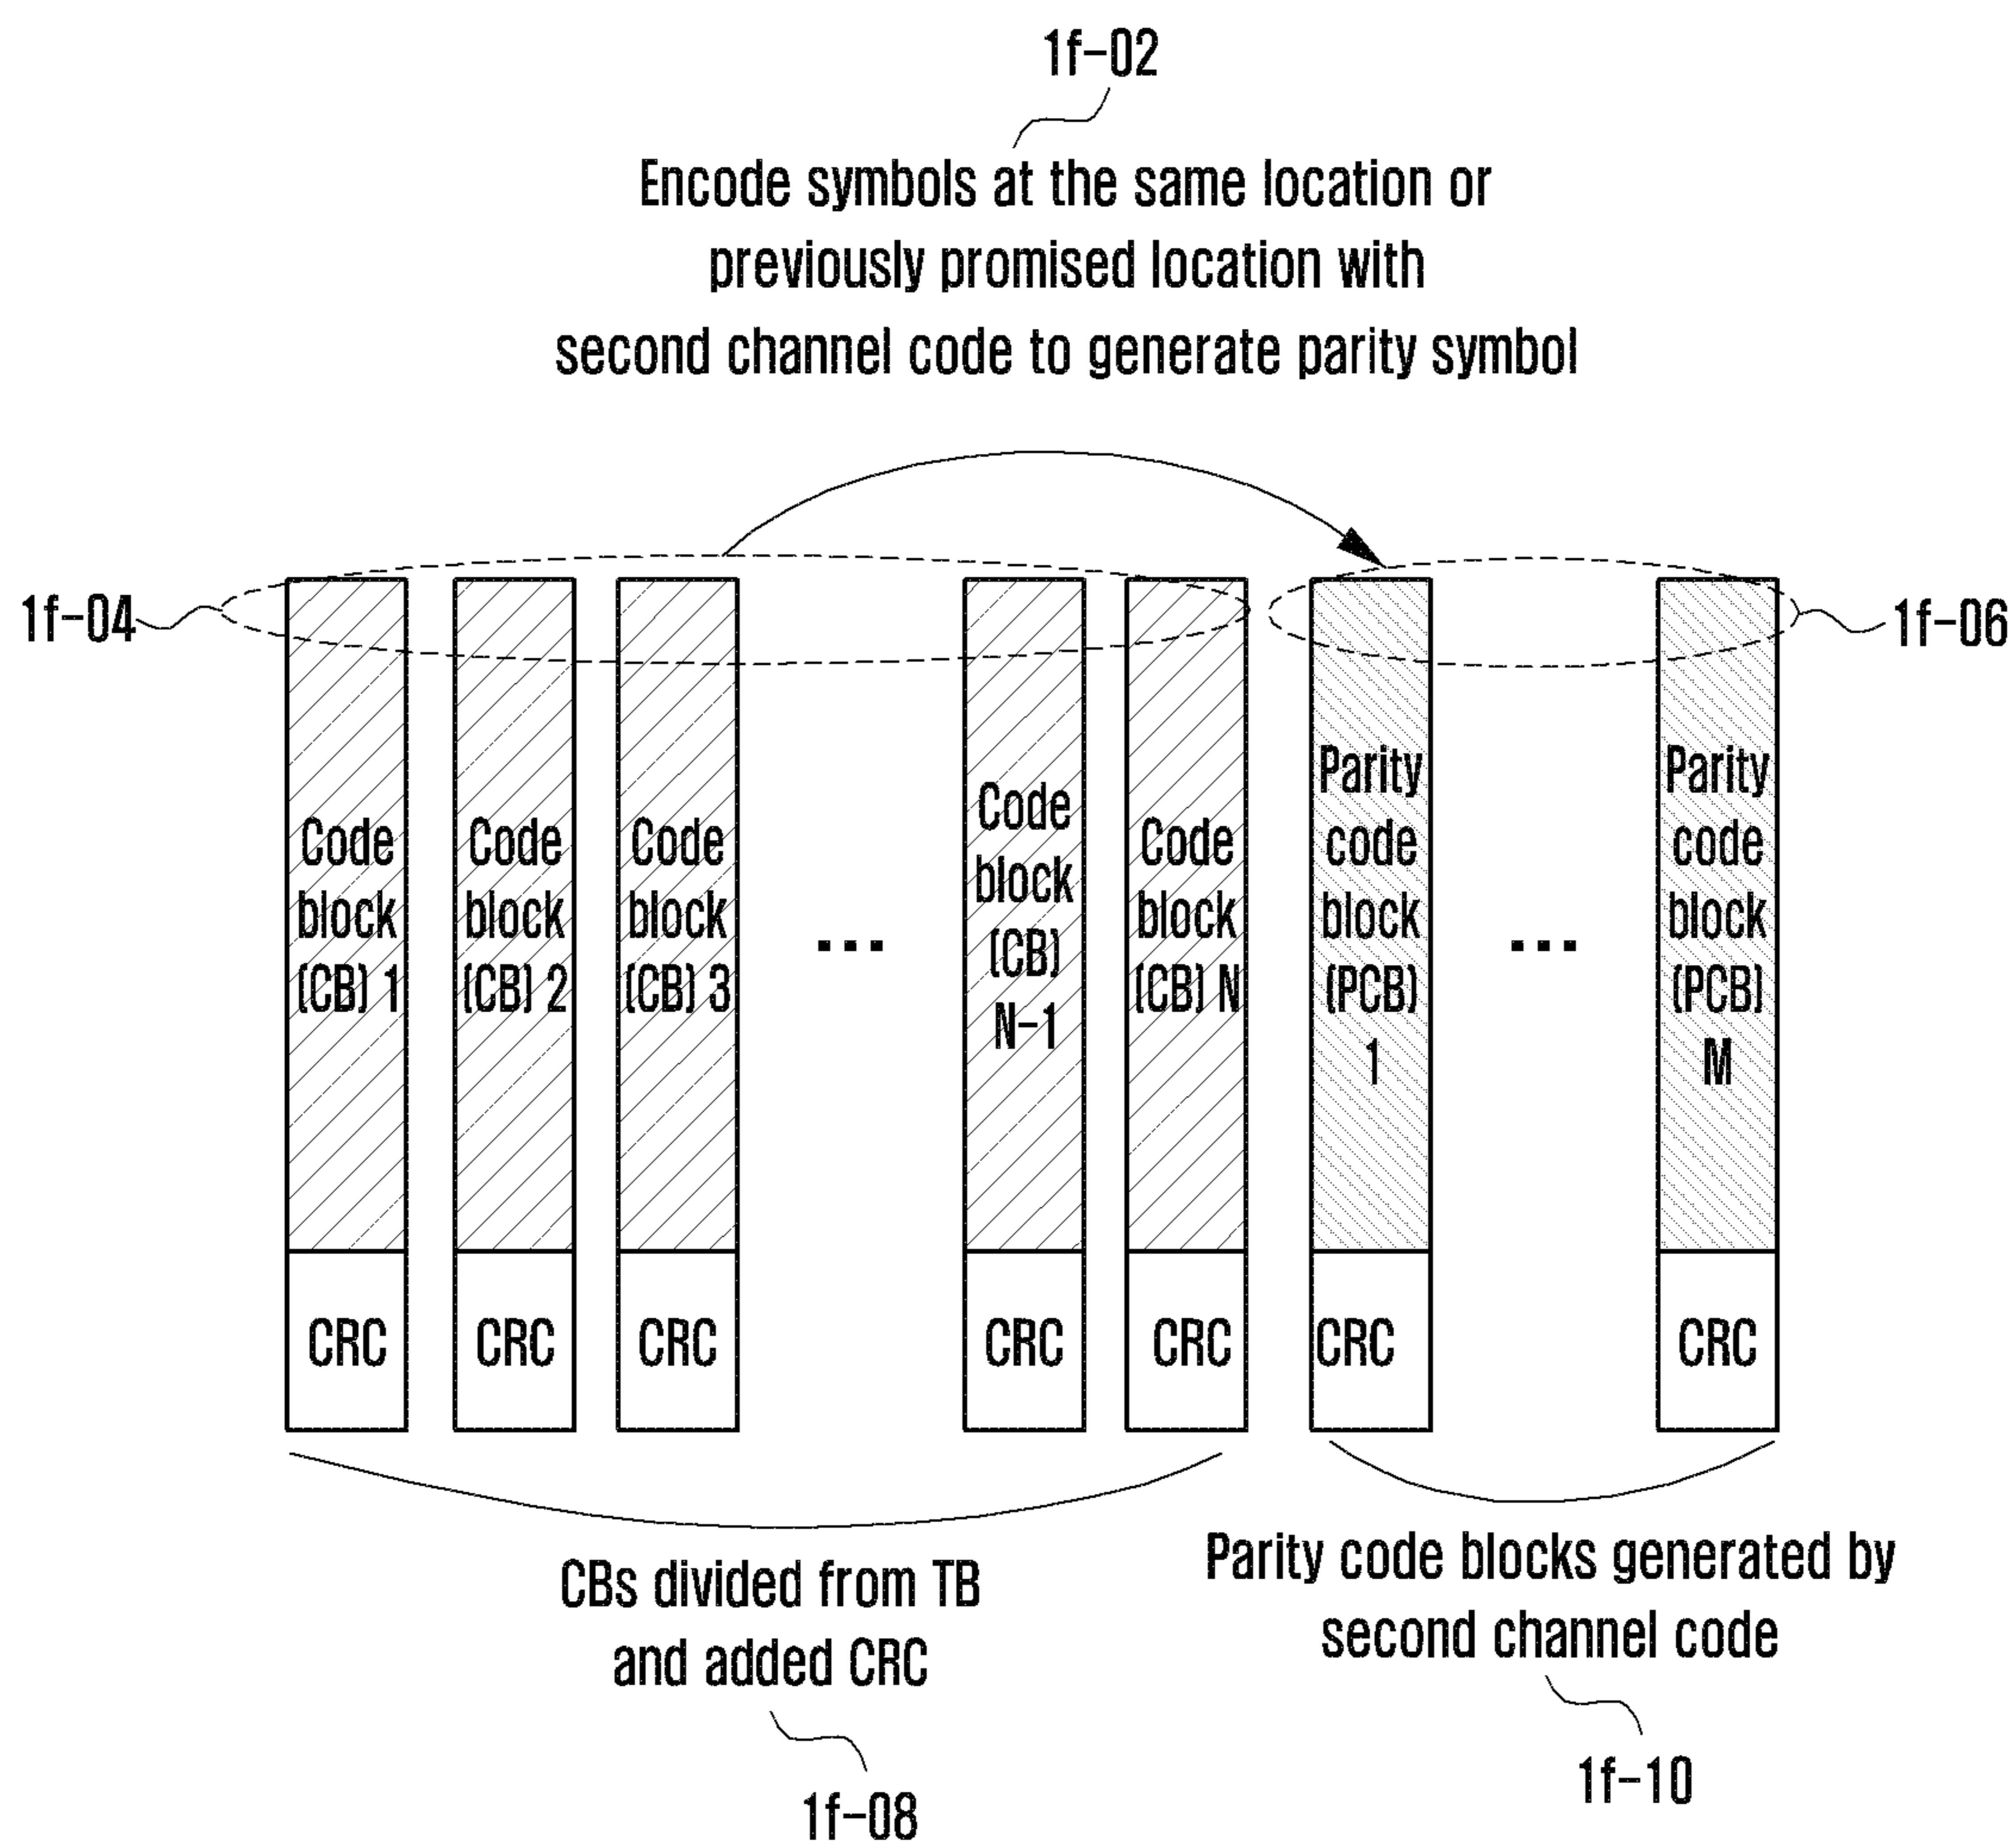 1f-02
Encode symbols at the same location or
previously promised location with
second channel code to generate parity symbol
1f-04
1f-06
Code
block
(CB) 1
Code
block
(CB) 2
Code
block
(CB) 3
...
Code
block
(CB)
N-1
Code
block
(CB) N
Parity
code
block
(PCB)
1
...
Parity
code
block
(PCB)
M
CRC
CRC
CRC
CRC
CRC
CRC
CRC
CBs divided from TB
and added CRC
1f-08
Parity code blocks generated by
second channel code
1f-10